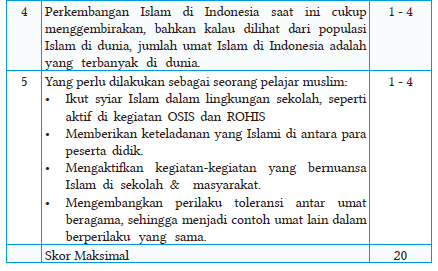 4 Perkembangan Islam di Indonesia saat ini cukup 1 - 4
menggembirakan, bahkan kalau dilihat dari populasi
Islam di dunia, jumlah umat Islam di Indonesia adalah
yang terbanyak di dunia.
5 Yang perlu dilakukan sebagai seorang pelajar muslim: 1 - 4
• Ikut syiar Islam dalam lingkungan sekolah, seperti
aktif di kegiatan OSIS dan ROHIS
• Memberikan keteladanan yang Islami di antara para
peserta didik.
• Mengaktifkan kegiatan-kegiatan yang bernuansa
Islam di sekolah & masyarakat.
• Mengembangkan perilaku toleransi antar umat
beragama, sehingga menjadi contoh umat lain dalam
berperilaku yang sama.
Skor Maksimal 20